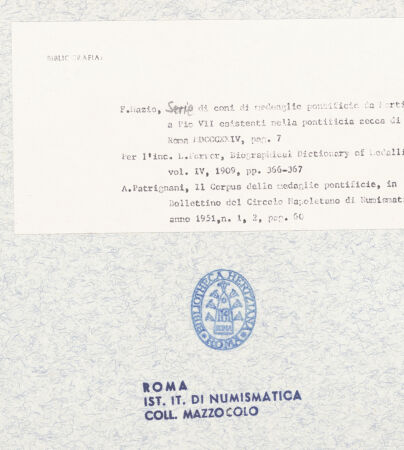 BIBLIOGRAFIA:
F.Mazio, Serie di coni di medaglie pontificie da Marti
a Pio VII esistenti nella pontificia zecca di
Roma MDCCCXXIV, pag. 7
Per l'inc. L.Forrer, Biographical Dictionary of Medalli
vol. IV, 1909, pp. 366-367
A.Patrignani, Il Corpus delle medaglie pontificie, in
Bollettino del Circolo Napoletano di Numismati
anno 1951,n. 1, 2, pag. 60
BIBLIOTHECA HERTZIANA
ROMA
ROMA
IST. IT. DI NUMISMATICA
COLL. MAZZOCOLO